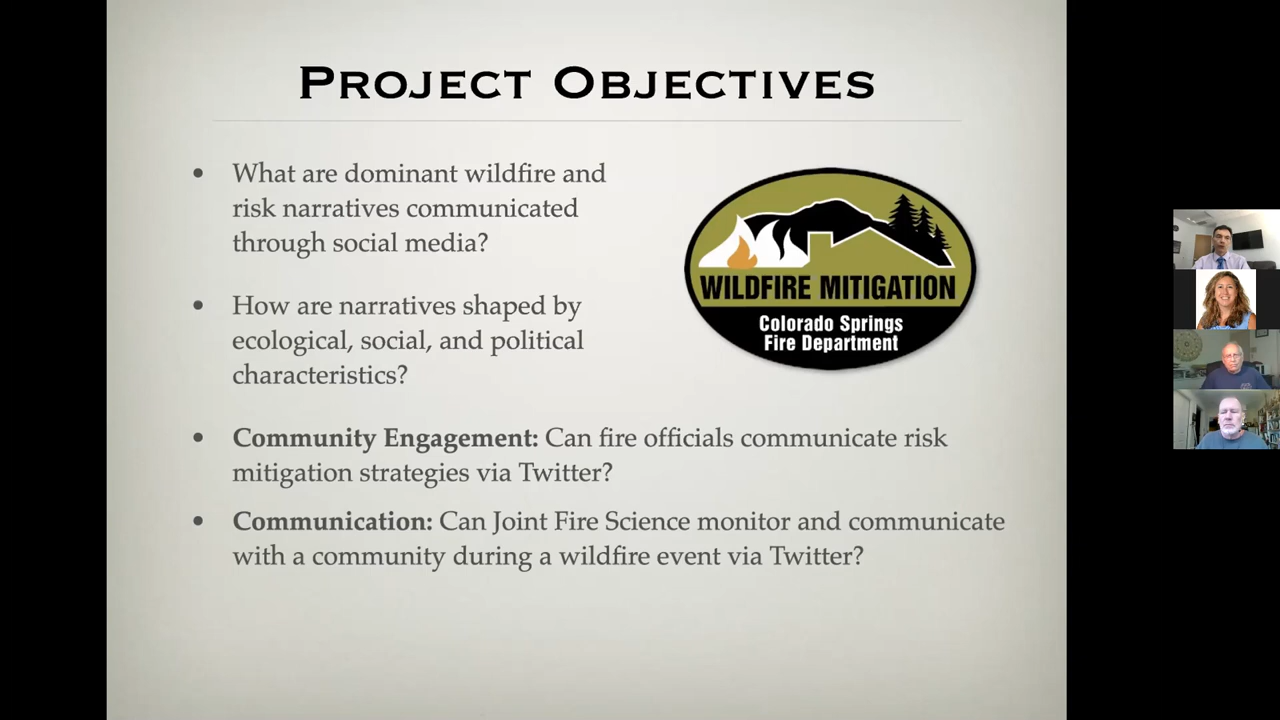 PROJECT OBJECTIVES
• What are dominant wildfire and
risk narratives communicated
through social media?
• How are narratives shaped by
ecological, social, and political
characteristics?
• Community Engagement: Can fire officials communicate risk
mitigation strategies via Twitter?
• Communication: Can Joint Fire Science monitor and communicate
with a community during a wildfire event via Twitter?
WILDFIRE MITIGATION
Colorado Springs
Fire Department